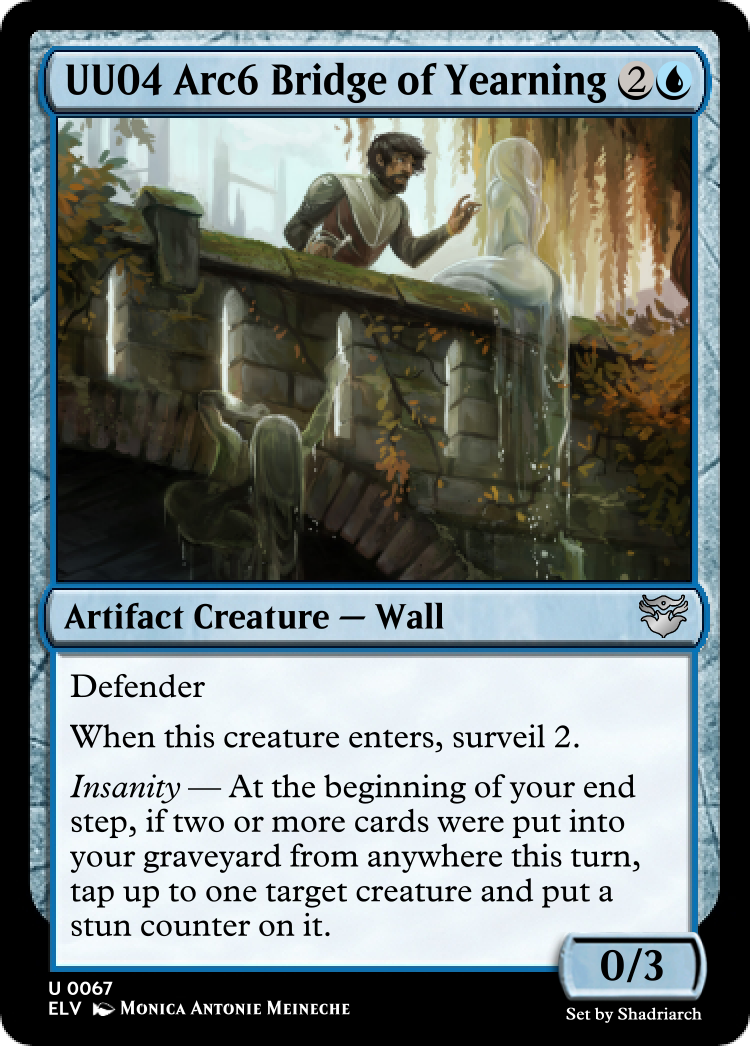 UU04 Arc6 Bridge of Yearning 2
Artifact Creature — Wall
Defender
When this creature enters, surveil 2.
Insanity — At the beginning of your end
step, if two or more cards were put into
your graveyard from anywhere this turn,
tap up to one target creature and put a
stun counter on it.
0/3
U 0067
ELV Monica Antonie Meineche
Set by Shadriarch